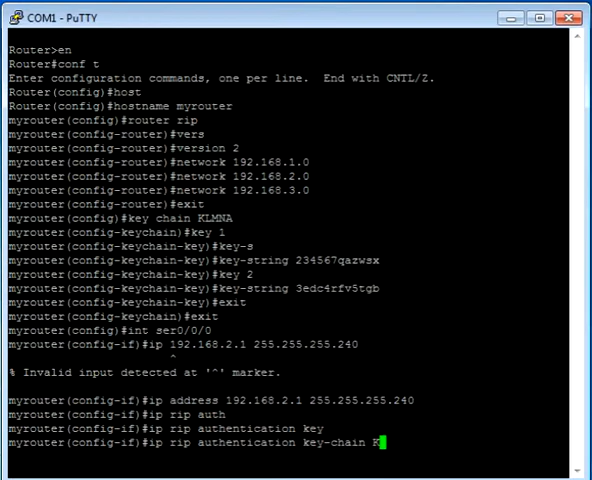 COM1 - PuTTY
Router>en
Router#conf t
Enter configuration commands, one per line.  End with CNTL/Z.
Router(config)#host
Router(config)#hostname myrouter
myrouter(config)#router rip
myrouter(config-router)#vers
myrouter(config-router)#version 2
myrouter(config-router)#network 192.168.1.0
myrouter(config-router)#network 192.168.2.0
myrouter(config-router)#network 192.168.3.0
myrouter(config-router)#exit
myrouter(config)#key chain KLMNA
myrouter(config-keychain)#key 1
myrouter(config-keychain-key)#key-s
myrouter(config-keychain-key)#key-string 234567qazwsx
myrouter(config-keychain-key)#key 2
myrouter(config-keychain-key)#key-string 3edc4rfv5tgb
myrouter(config-keychain-key)#exit
myrouter(config-keychain)#exit
myrouter(config)#int ser0/0/0
myrouter(config-if)#ip 192.168.2.1 255.255.255.240
^
% Invalid input detected at '^' marker.
myrouter(config-if)#ip address 192.168.2.1 255.255.255.240
myrouter(config-if)#ip rip auth
myrouter(config-if)#ip rip authentication key
myrouter(config-if)#ip rip authentication key-chain K